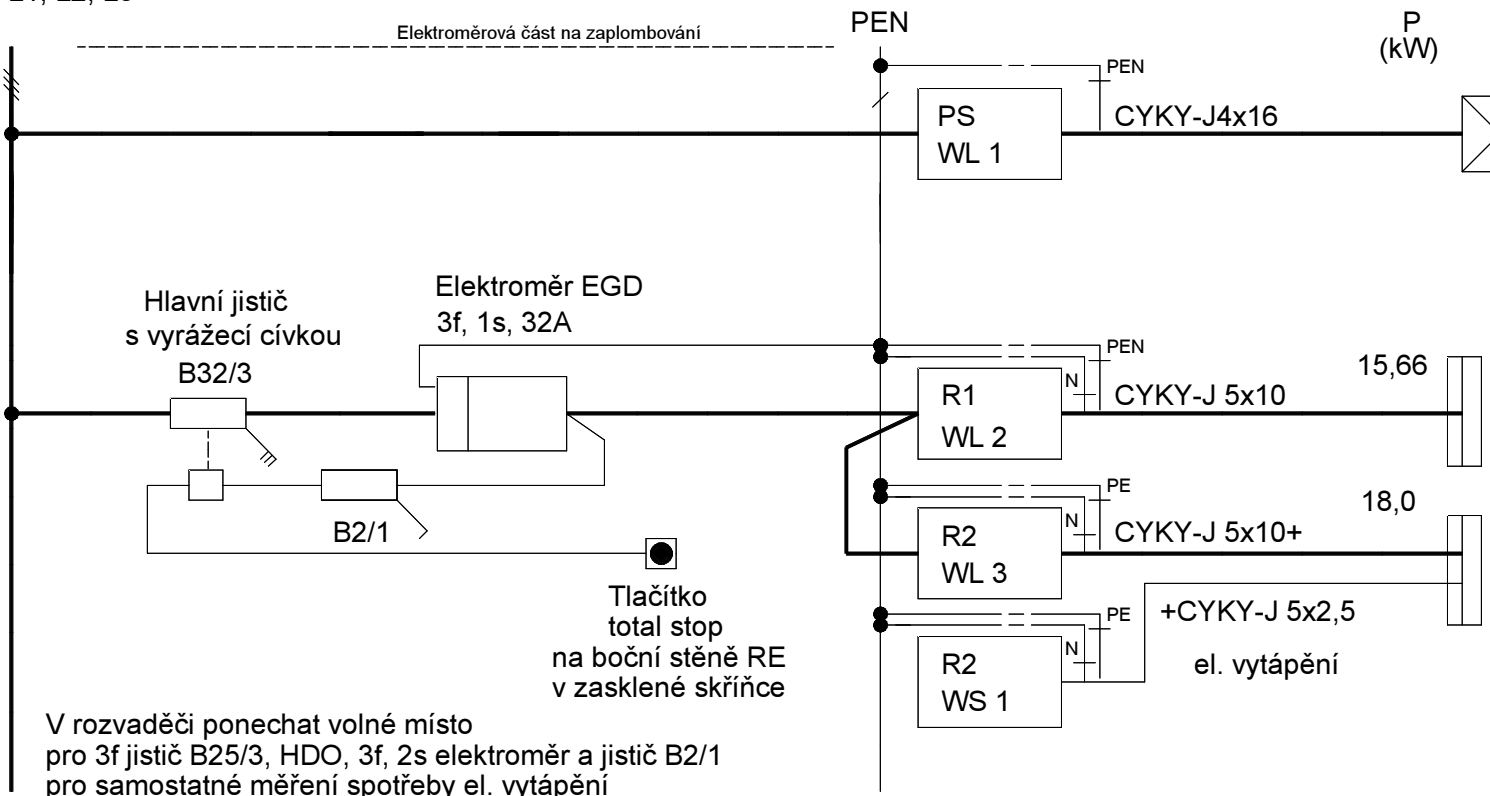 Elektroměrová část na zaplombování
PEN
P
(kW)
PEN
PS
WL 1
CYKY-J4x16
Hlavní jistič
s vyrážecí cívkou
B32/3
Elektroměr EGD
3f, 1s, 32A
PEN
N
R1
WL 2
CYKY-J 5x10
15,66
B2/1
PE
N
R2
WL 3
CYKY-J 5x10+
18,0
Tlačítko
total stop
na boční stěně RE
v zasklené skříňce
PE
N
R2
WS 1
+CYKY-J 5x2,5
el. vytápění
V rozvaděči ponechat volné místo
pro 3f jistič B25/3, HDO, 3f, 2s elektroměr a jistič B2/1
pro samostatné měření spotřeby el. vytápění